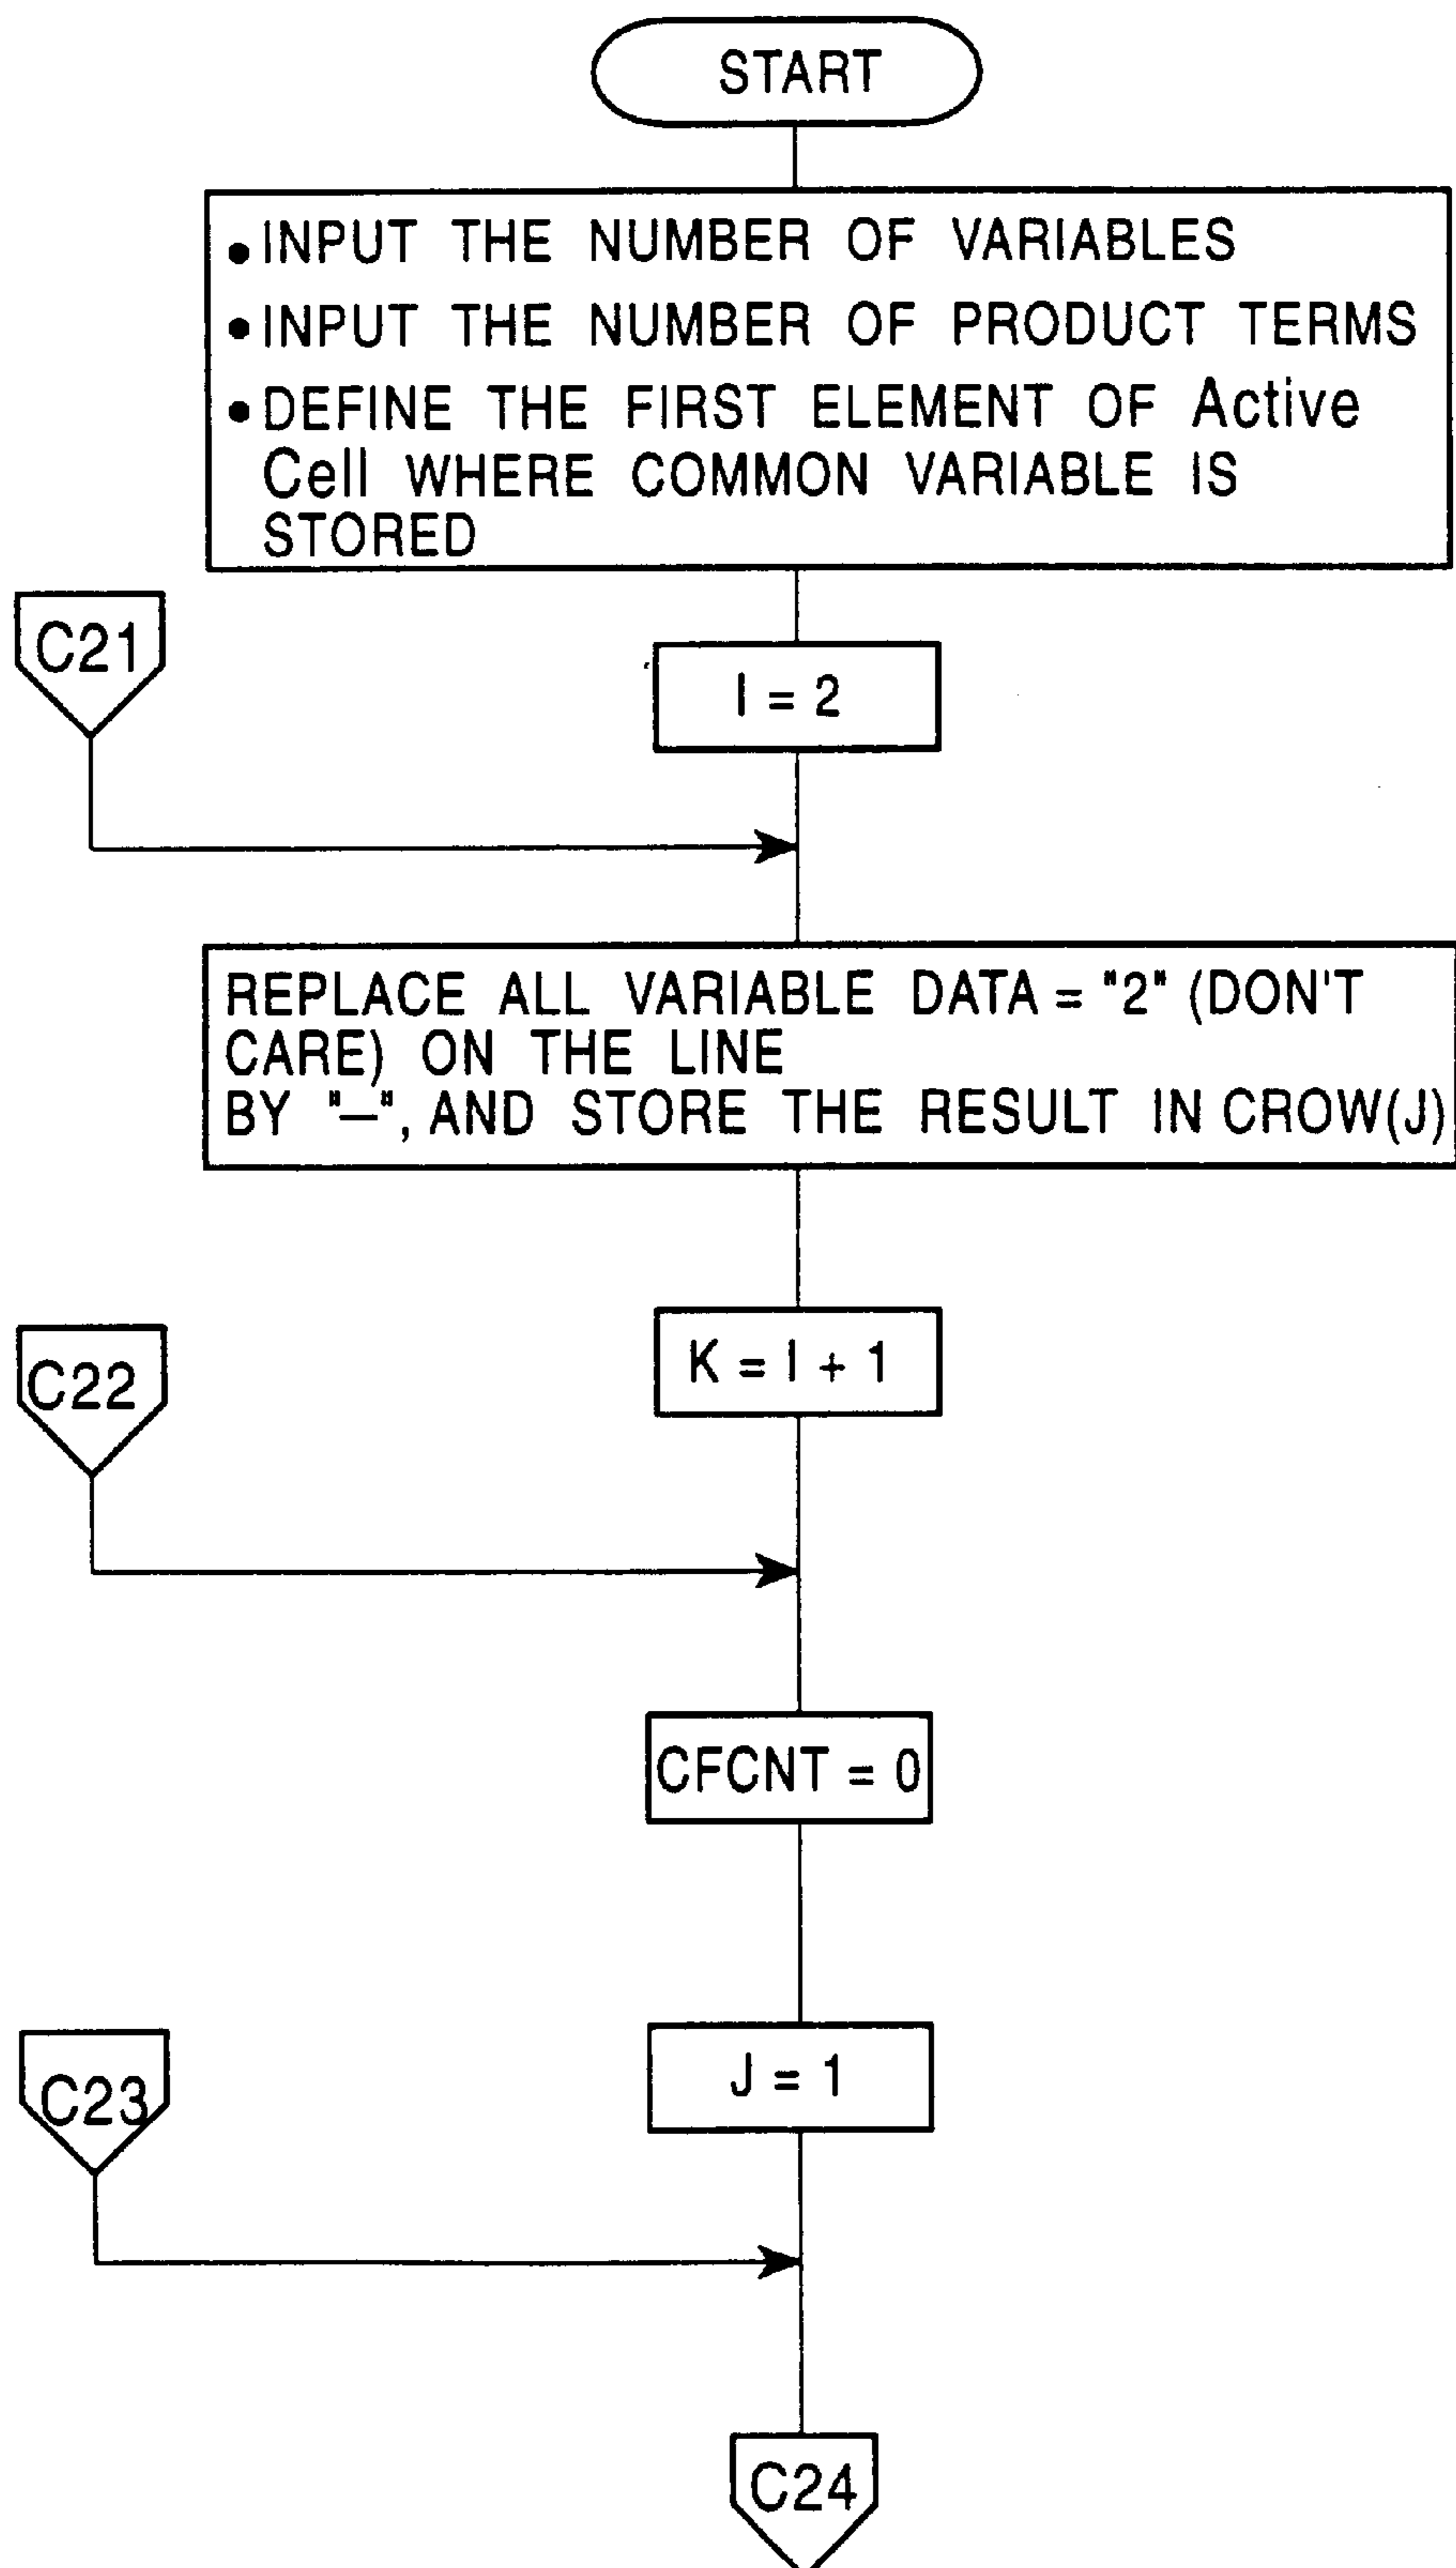 START
• INPUT THE NUMBER OF VARIABLES
• INPUT THE NUMBER OF PRODUCT TERMS
• DEFINE THE FIRST ELEMENT OF Active
Cell WHERE COMMON VARIABLE IS
STORED
C21
I = 2
REPLACE ALL VARIABLE DATA = "2" (DON'T
CARE) ON THE LINE
BY "—", AND STORE THE RESULT IN CROW(J)
K = I + 1
C22
CFCNT = 0
J = 1
C23
C24